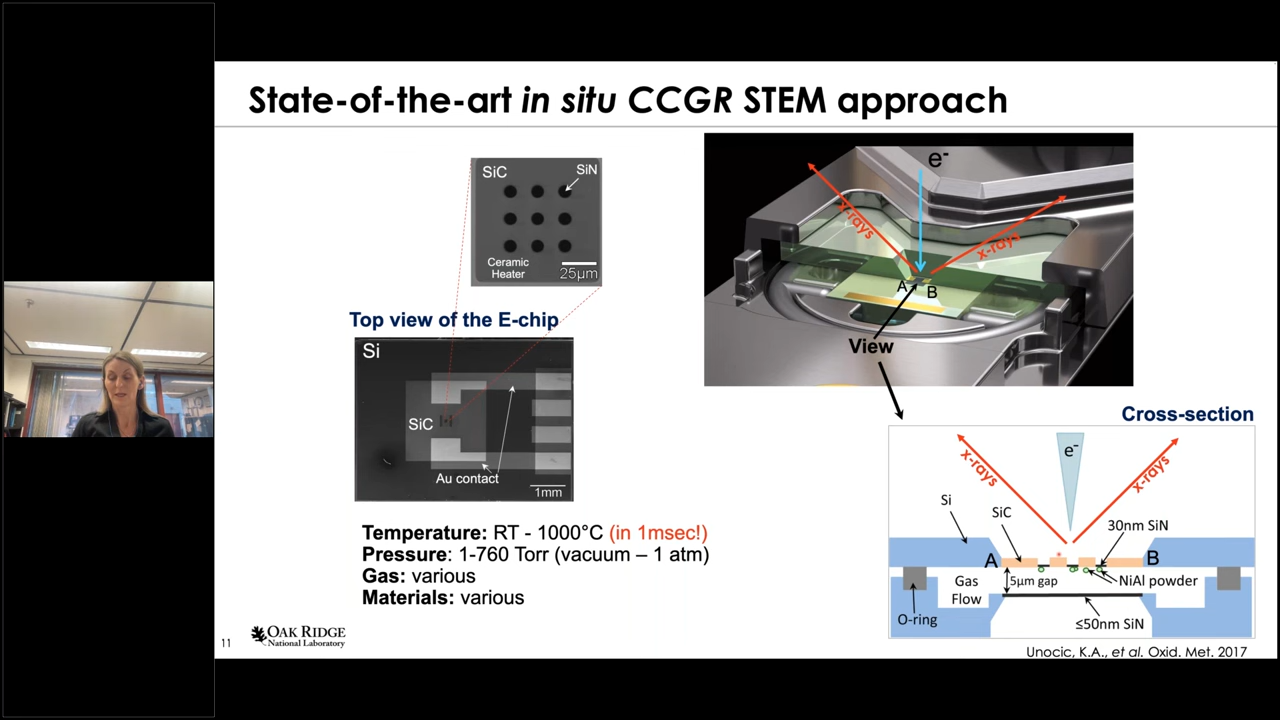 State-of-the-art in situ CCGR STEM approach
SiC
SiN
Ceramic
Heater
25µm
Top view of the E-chip
Si
SiC
Au contact
1mm
Temperature: RT - 1000°C (in 1msec!)
Pressure: 1-760 Torr (vacuum – 1 atm)
Gas: various
Materials: various
e-
x-rays
x-rays
A
B
View
Cross-section
x-rays
e-
x-rays
Si
SiC
30nm SiN
A
B
Gas
Flow
5µm gap
NiAl powder
O-ring
≤50nm SiN
11
OAK RIDGE
National Laboratory
Unocic, K.A., et al. Oxid. Met. 2017